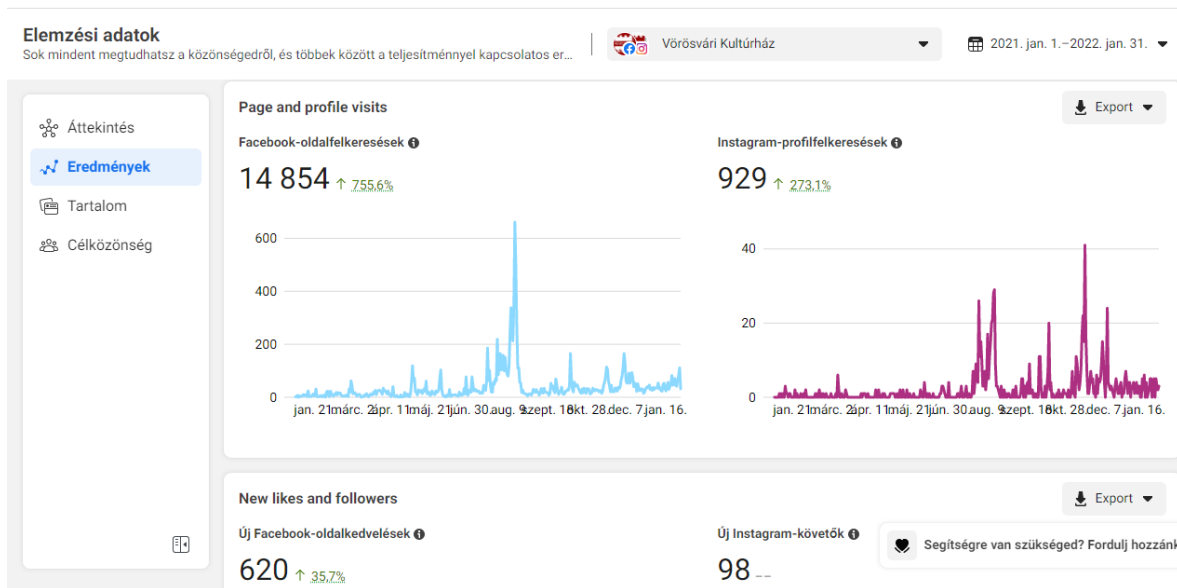 Elemzési adatok
Sok mindent megtudhatsz a közönségedről, és többek között a teljesítménnyel kapcsolatos er...
Vörösvári Kultúrház
2021. jan. 1.–2022. jan. 31.
Áttekintés
Eredmények
Tartalom
Célközönség
Page and profile visits
Export
Facebook-oldalfelkeresések
14 854 ↑ 755,6%
600
400
200
0
jan. 21 márc. 2 ápr. 11 máj. 21 jún. 30. aug. 9. szept. 18 okt. 28. dec. 7. jan. 16.
Instagram-profilfelkeresések
929 ↑ 273,1%
40
20
0
jan. 21 márc. 2 ápr. 11 máj. 21 jún. 30. aug. 9. szept. 18 okt. 28. dec. 7. jan. 16.
New likes and followers
Export
Új Facebook-oldalkedvelések
620 ↑ 35,7%
Új Instagram-követők
98 --
Segítségre van szükséged? Fordulj hozzánk